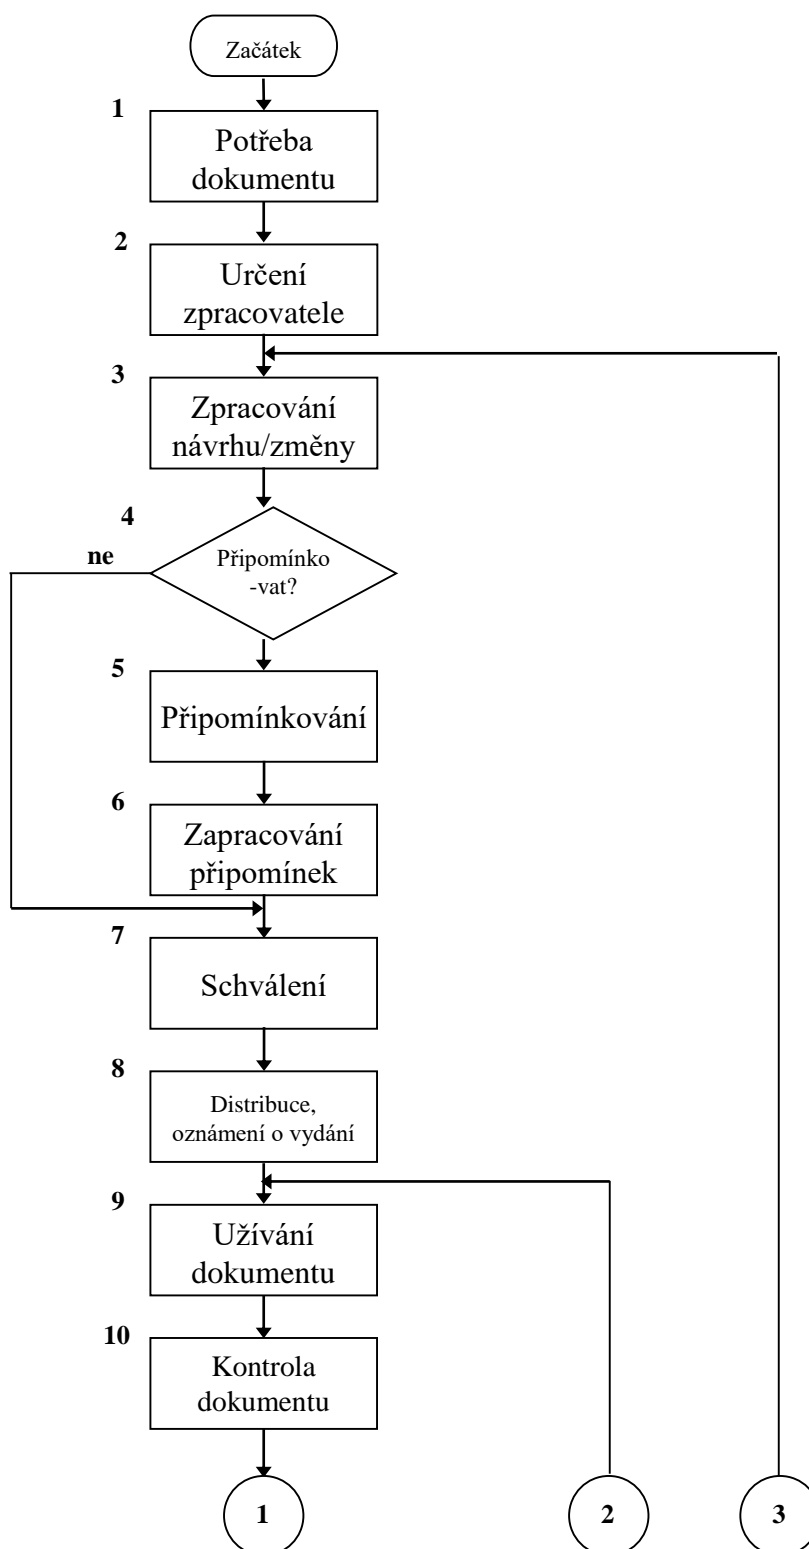 Začátek
1
Potřeba
dokumentu
2
Určení
zpracovatele
3
Zpracování
návrhu/změny
4
ne
Připomínko
-vat?
5
Připomínkování
6
Zapracování
připomínek
7
Schválení
8
Distribuce,
oznámení o vydání
9
Užívání
dokumentu
10
Kontrola
dokumentu
1
2
3